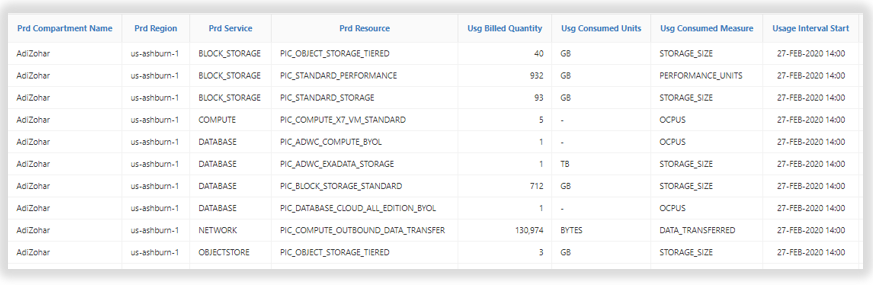 Prd Compartment Name Prd Region Prd Service Prd Resource Usg Billed Quantity Usg Consumed Units Usg Consumed Measure Usage Interval Start
AdiZohar us-ashburn-1 BLOCK_STORAGE PIC_OBJECT_STORAGE_TIERED 40 GB STORAGE_SIZE 27-FEB-2020 14:00
AdiZohar us-ashburn-1 BLOCK_STORAGE PIC_STANDARD_PERFORMANCE 932 GB PERFORMANCE_UNITS 27-FEB-2020 14:00
AdiZohar us-ashburn-1 BLOCK_STORAGE PIC_STANDARD_STORAGE 93 GB STORAGE_SIZE 27-FEB-2020 14:00
AdiZohar us-ashburn-1 COMPUTE PIC_COMPUTE_X7_VM_STANDARD 5 - OCPUS 27-FEB-2020 14:00
AdiZohar us-ashburn-1 DATABASE PIC_ADWC_COMPUTE_BYOL 1 - OCPUS 27-FEB-2020 14:00
AdiZohar us-ashburn-1 DATABASE PIC_ADWC_EXADATA_STORAGE 1 TB STORAGE_SIZE 27-FEB-2020 14:00
AdiZohar us-ashburn-1 DATABASE PIC_BLOCK_STORAGE_STANDARD 712 GB STORAGE_SIZE 27-FEB-2020 14:00
AdiZohar us-ashburn-1 DATABASE PIC_DATABASE_CLOUD_ALL_EDITION_BYOL 1 - OCPUS 27-FEB-2020 14:00
AdiZohar us-ashburn-1 NETWORK PIC_COMPUTE_OUTBOUND_DATA_TRANSFER 130,974 BYTES DATA_TRANSFERRED 27-FEB-2020 14:00
AdiZohar us-ashburn-1 OBJECTSTORE PIC_OBJECT_STORAGE_TIERED 3 GB STORAGE_SIZE 27-FEB-2020 14:00